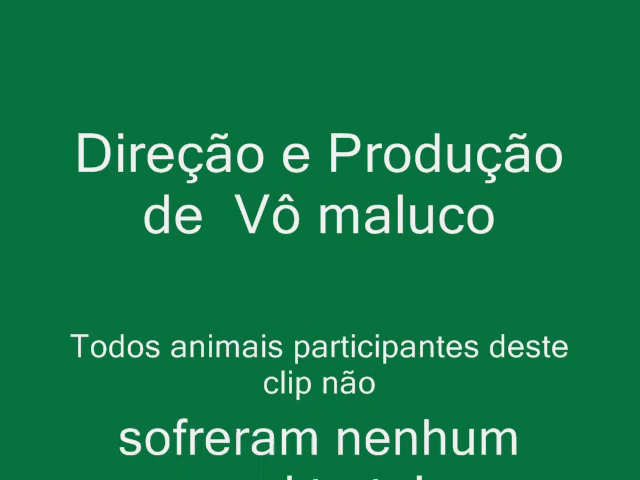 Direção e Produção
de Vô maluco
Todos animais participantes deste
clip não
sofreram nenhum